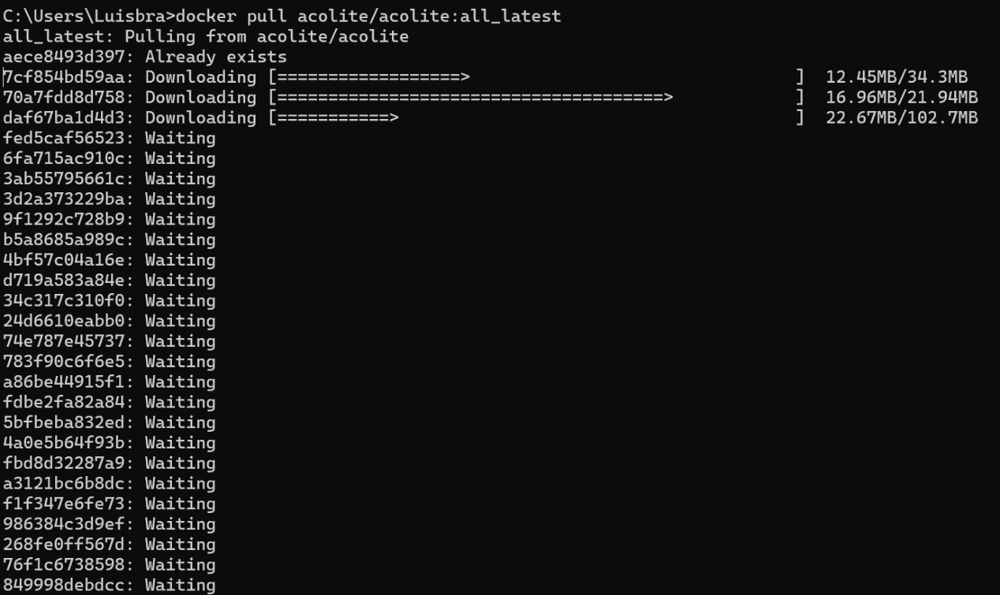 C:\Users\Luisbra>docker pull acolite/acolite:all_latest
all_latest: Pulling from acolite/acolite
aece8493d397: Already exists
7cf854bd59aa: Downloading [==================>                                ]  12.45MB/34.3MB
70a7fdd8d758: Downloading [======================================>            ]  16.96MB/21.94MB
daf67ba1d4d3: Downloading [===========>                                       ]  22.67MB/102.7MB
fed5caf56523: Waiting
6fa715ac910c: Waiting
3ab55795661c: Waiting
3d2a373229ba: Waiting
9f1292c728b9: Waiting
b5a8685a989c: Waiting
4bf57c04a16e: Waiting
d719a583a84e: Waiting
34c317c310f0: Waiting
24d6610eabb0: Waiting
74e787e45737: Waiting
783f90c6f6e5: Waiting
a86be44915f1: Waiting
fdbe2fa82a84: Waiting
5bfbeba832ed: Waiting
4a0e5b64f93b: Waiting
fbd8d32287a9: Waiting
a3121bc6b8dc: Waiting
f1f347e6fe73: Waiting
986384c3d9ef: Waiting
268fe0ff567d: Waiting
76f1c6738598: Waiting
849998debdcc: Waiting